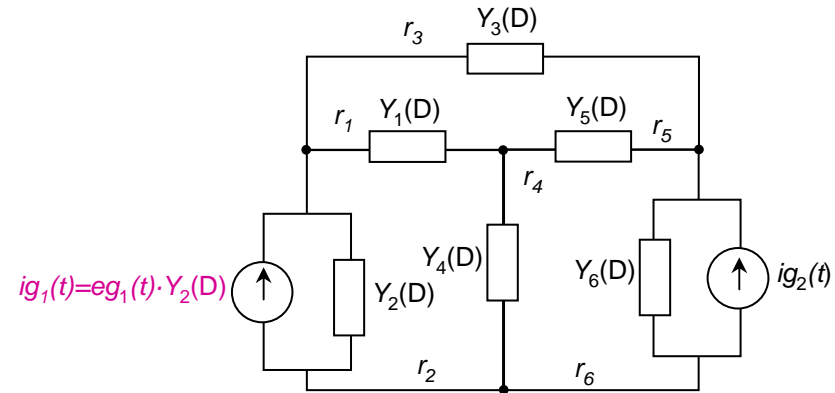 Y3(D)
r3
r1
Y1(D)
Y5(D)
r5
r4
ig1(t)=eg1(t)·Y2(D)
Y2(D)
Y4(D)
Y6(D)
ig2(t)
r2
r6